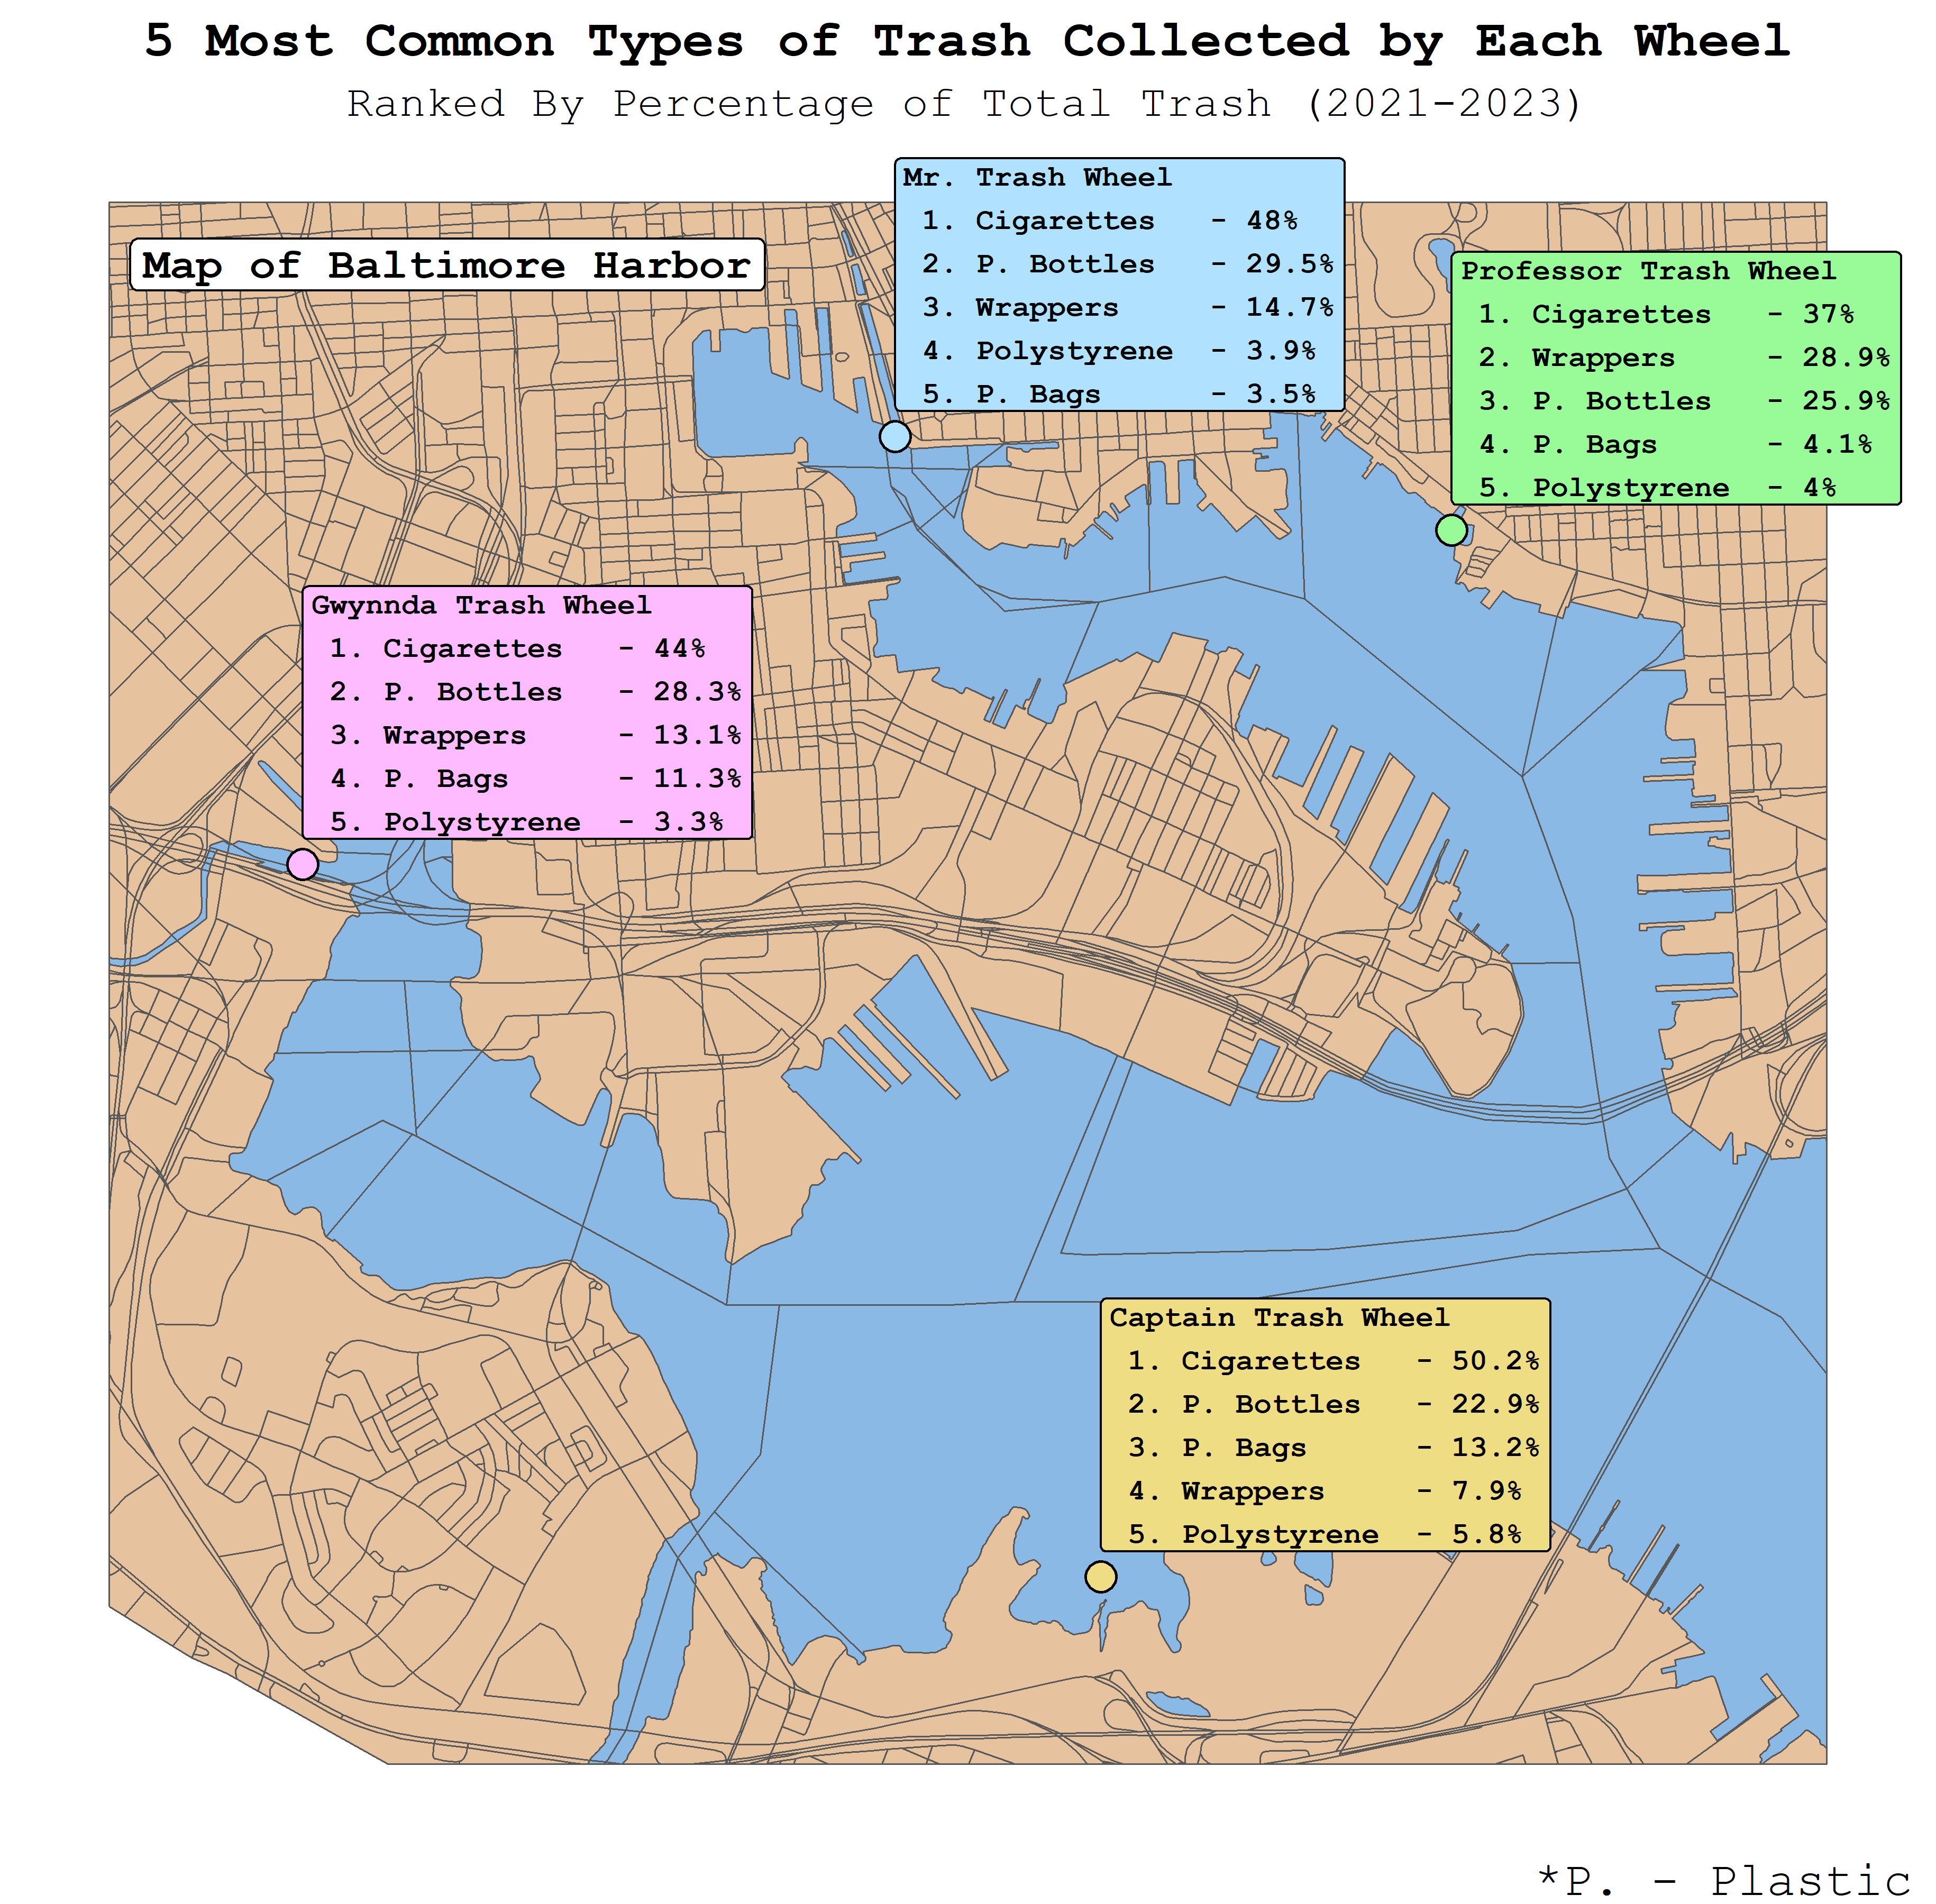 5 Most Common Types of Trash Collected by Each Wheel
Ranked By Percentage of Total Trash (2021-2023)
Map of Baltimore Harbor
Mr. Trash Wheel
1. Cigarettes - 48%
2. P. Bottles - 29.5%
3. Wrappers - 14.7%
4. Polystyrene - 3.9%
5. P. Bags - 3.5%
Professor Trash Wheel
1. Cigarettes - 37%
2. Wrappers - 28.9%
3. P. Bottles - 25.9%
4. P. Bags - 4.1%
5. Polystyrene - 4%
Gwynnda Trash Wheel
1. Cigarettes - 44%
2. P. Bottles - 28.3%
3. Wrappers - 13.1%
4. P. Bags - 11.3%
5. Polystyrene - 3.3%
Captain Trash Wheel
1. Cigarettes - 50.2%
2. P. Bottles - 22.9%
3. P. Bags - 13.2%
4. Wrappers - 7.9%
5. Polystyrene - 5.8%
*P. - Plastic